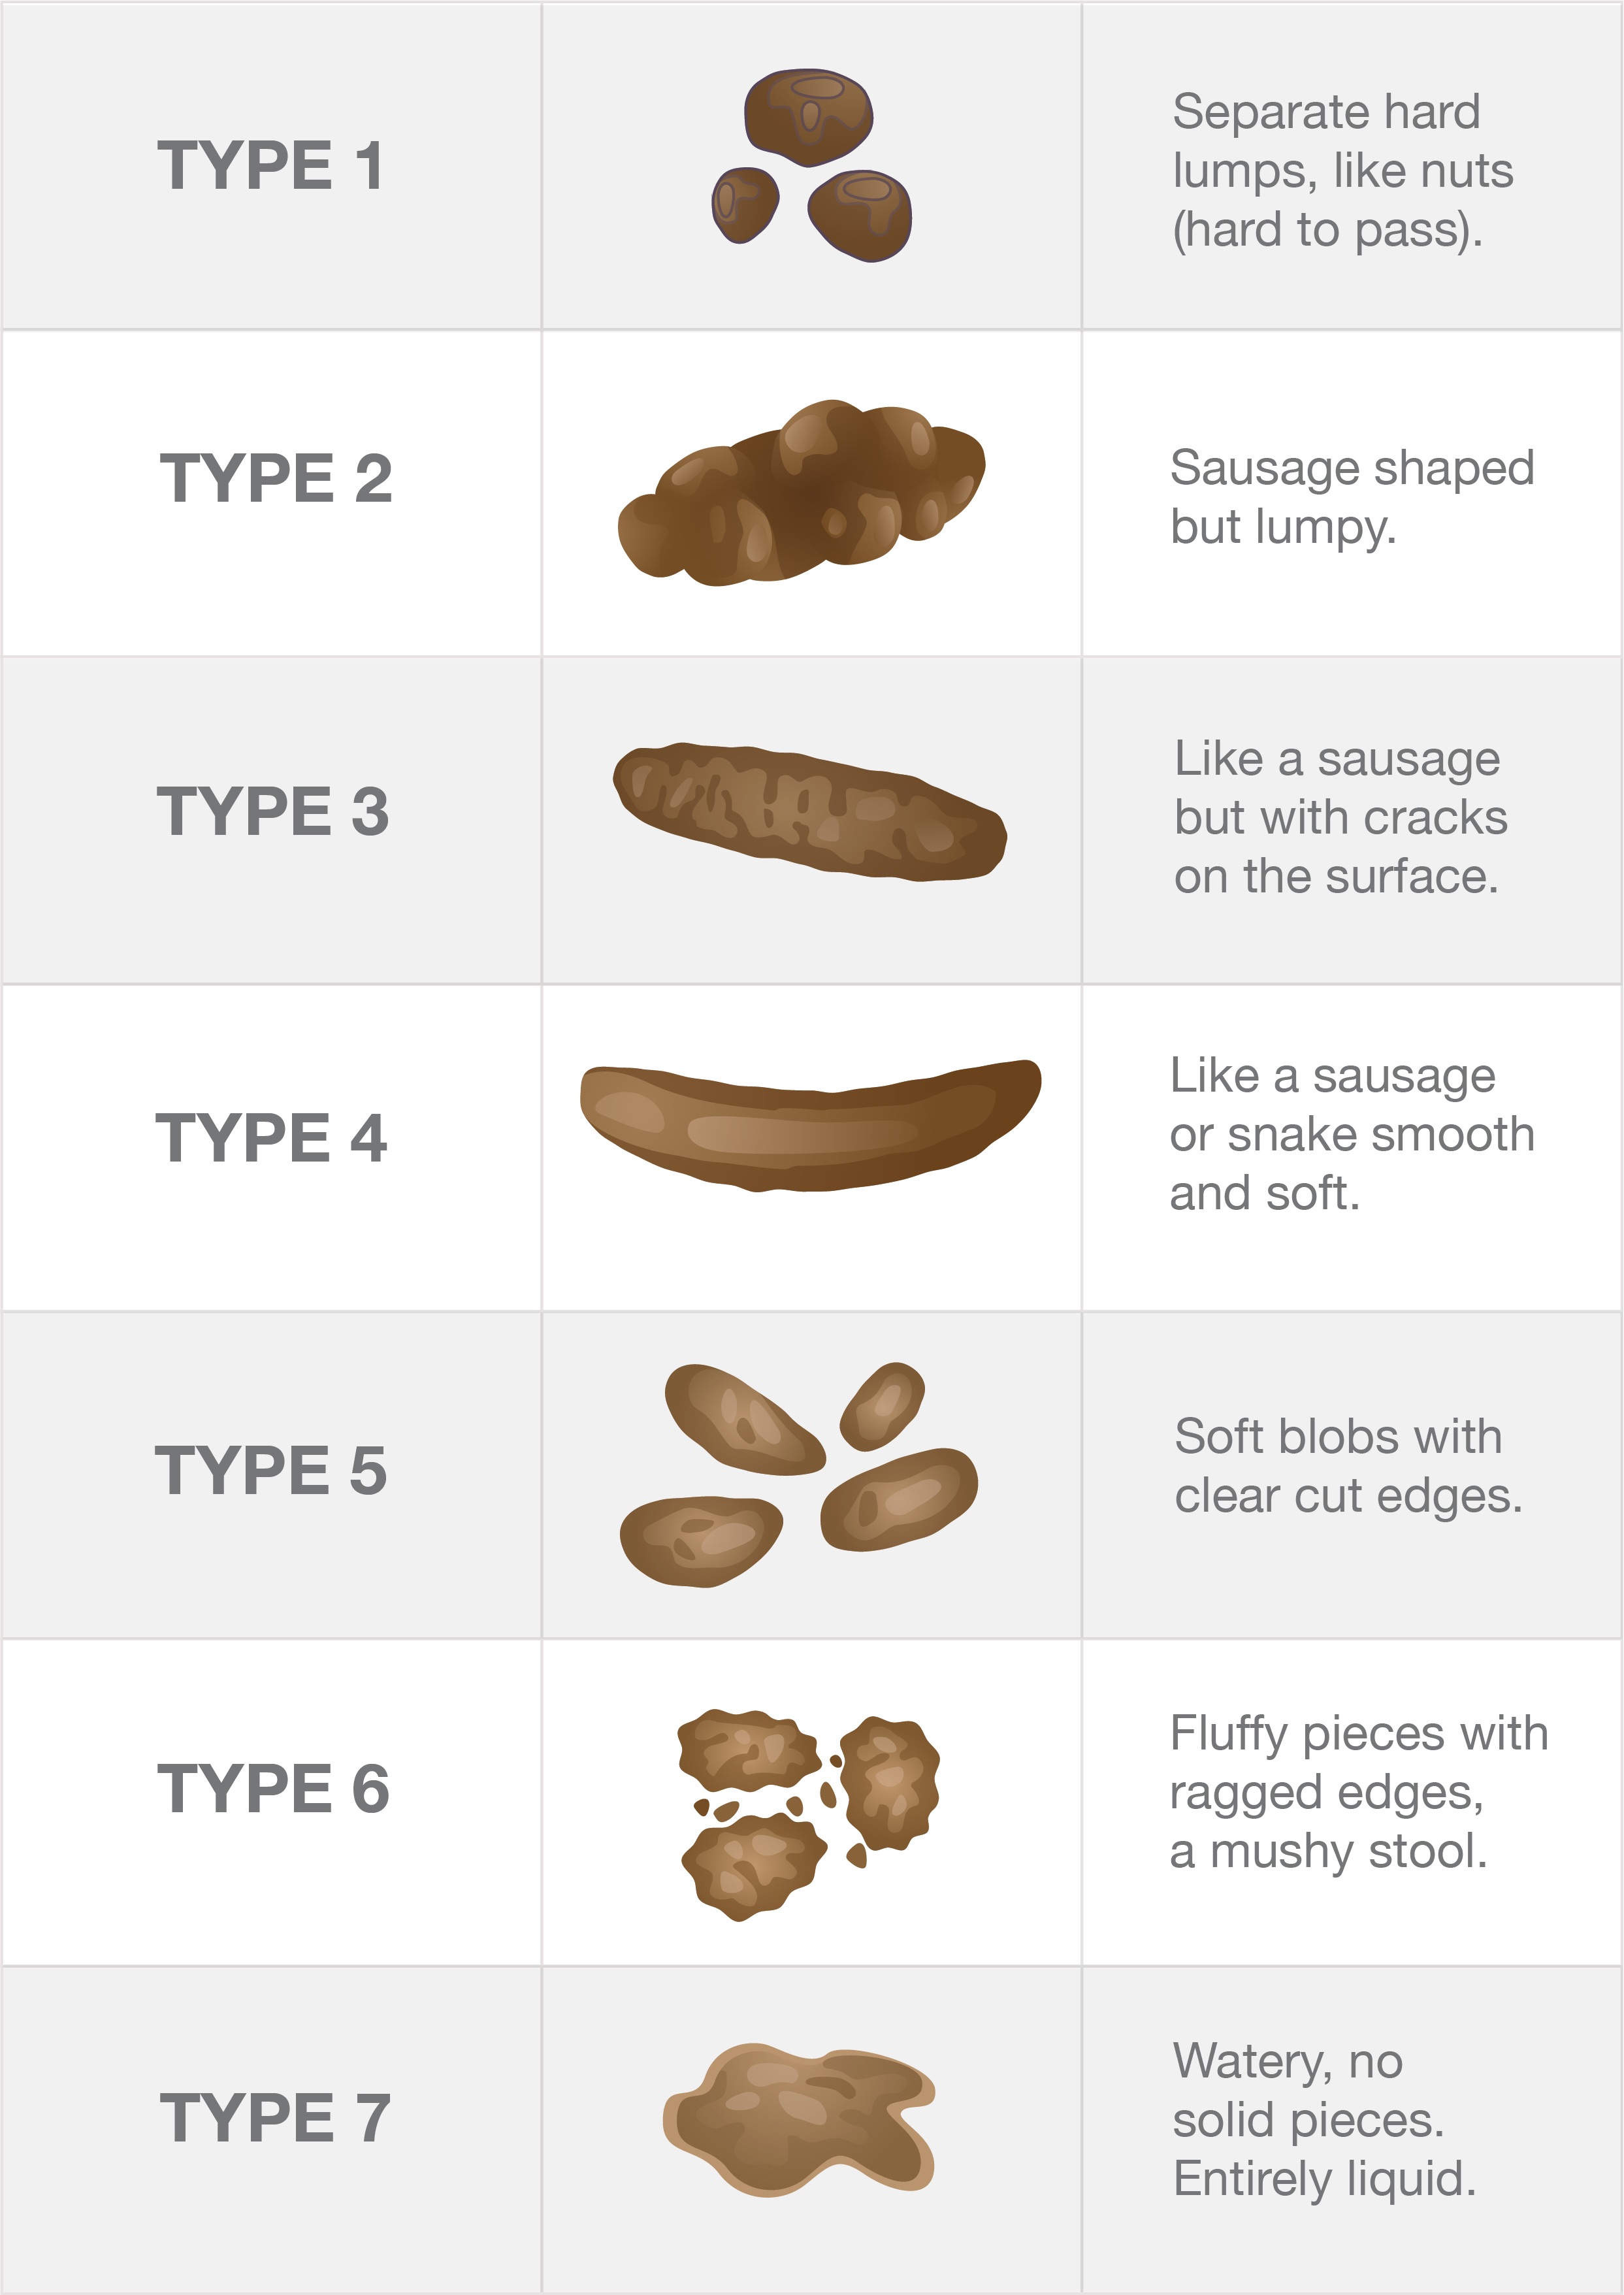 TYPE 1
Separate hard
lumps, like nuts
(hard to pass).
TYPE 2
Sausage shaped
but lumpy.
TYPE 3
Like a sausage
but with cracks
on the surface.
TYPE 4
Like a sausage
or snake smooth
and soft.
TYPE 5
Soft blobs with
clear cut edges.
TYPE 6
Fluffy pieces with
ragged edges,
a mushy stool.
TYPE 7
Watery, no
solid pieces.
Entirely liquid.